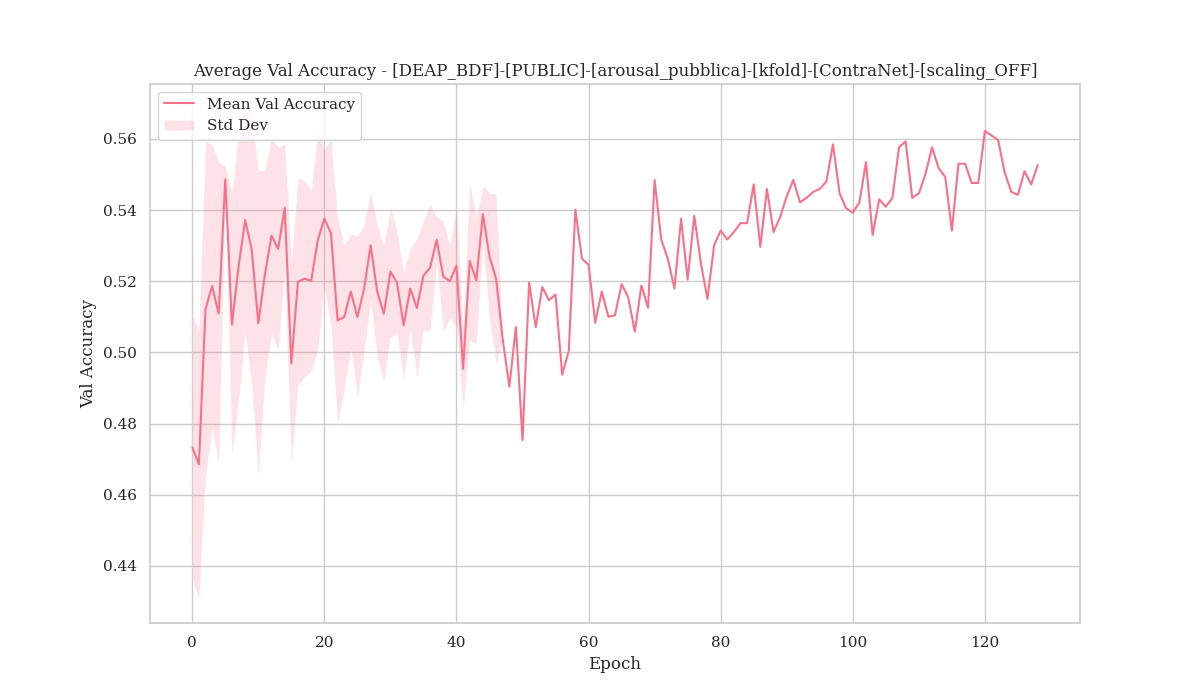 Average Val Accuracy - [DEAP_BDF]-[PUBLIC]-[arousal_pubblica]-[kfold]-[ContraNet]-[scaling_OFF]
Mean Val Accuracy
Std Dev
0.56
0.54
0.52
0.50
0.48
0.46
0.44
Val Accuracy
0
20
40
60
80
100
120
Epoch